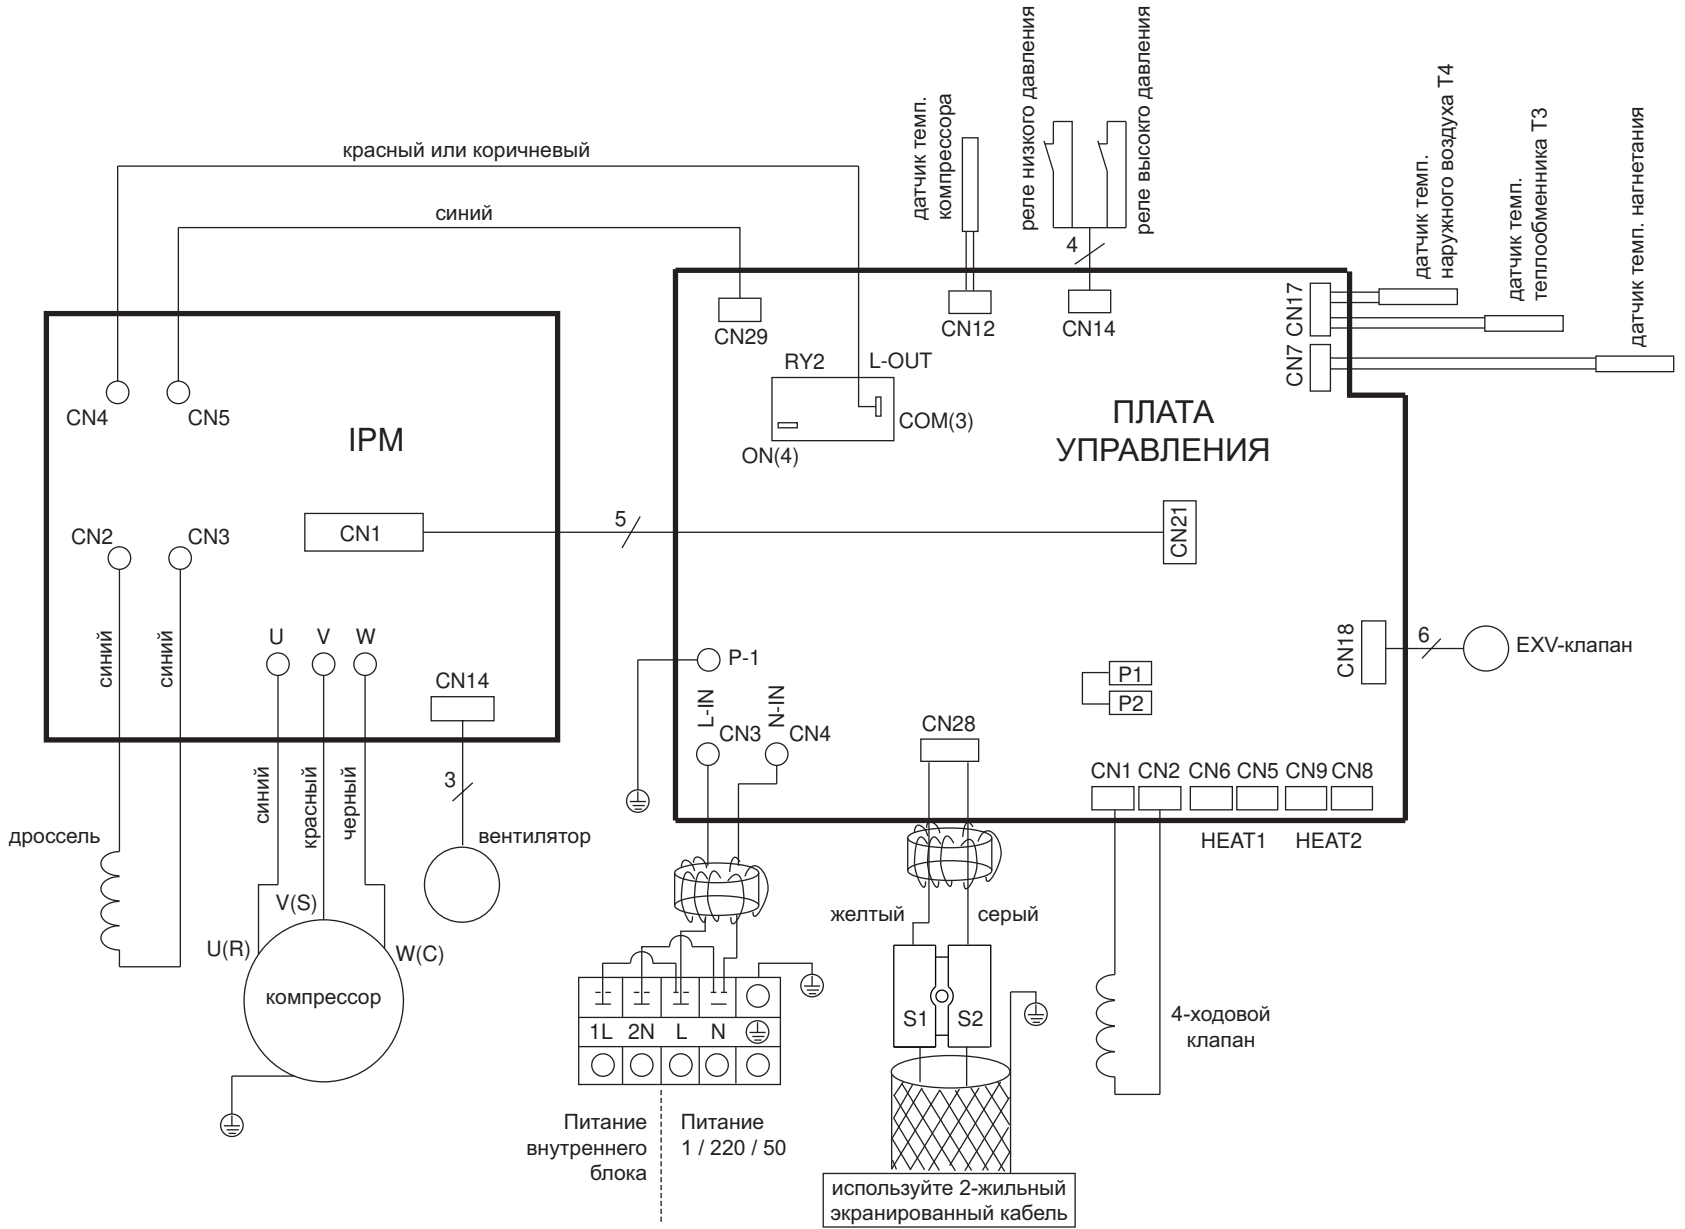 красный или коричневый
синий
датчик темп.
компрессора
реле низкого давления
реле высокго давления
4
датчик темп.
наружного воздуха T4
датчик темп.
теплообменника T3
датчик темп. нагнетания
CN29
CN12
CN14
CN17
CN7
RY2
L-OUT
COM(3)
ON(4)
ПЛАТА
УПРАВЛЕНИЯ
CN4
CN5
IPM
CN2
CN3
CN1
5
CN21
синий
синий
U
V
W
CN14
P-1
L-IN
N-IN
CN3
CN4
CN28
P1
P2
CN18
6
EXV-клапан
CN1
CN2
CN6
CN5
CN9
CN8
HEAT1
HEAT2
дроссель
синий
красный
черный
3
вентилятор
V(S)
U(R)
W(C)
компрессор
желтый
серый
1L
2N
L
N
S1
S2
4-ходовой
клапан
Питание
внутреннего
блока
Питание
1 / 220 / 50
используйте 2-жильный
экранированный кабель